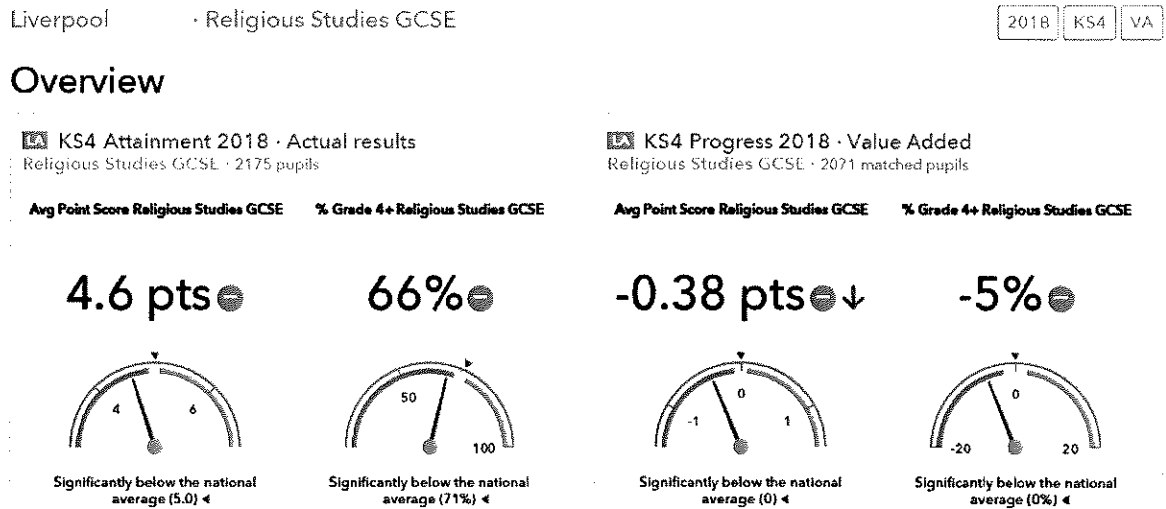 Liverpool · Religious Studies GCSE
2018 KS4 VA
Overview
LA KS4 Attainment 2018 · Actual results
Religious Studies GCSE · 2175 pupils
Avg Point Score Religious Studies GCSE
4.6 pts
4 6
Significantly below the national
average (5.0)
% Grade 4+ Religious Studies GCSE
66%
50
100
Significantly below the national
average (71%)
LA KS4 Progress 2018 · Value Added
Religious Studies GCSE · 2071 matched pupils
Avg Point Score Religious Studies GCSE
-0.38 pts
0
-1 1
Significantly below the national
average (0)
% Grade 4+ Religious Studies GCSE
-5%
0
-20 20
Significantly below the national
average (0%)